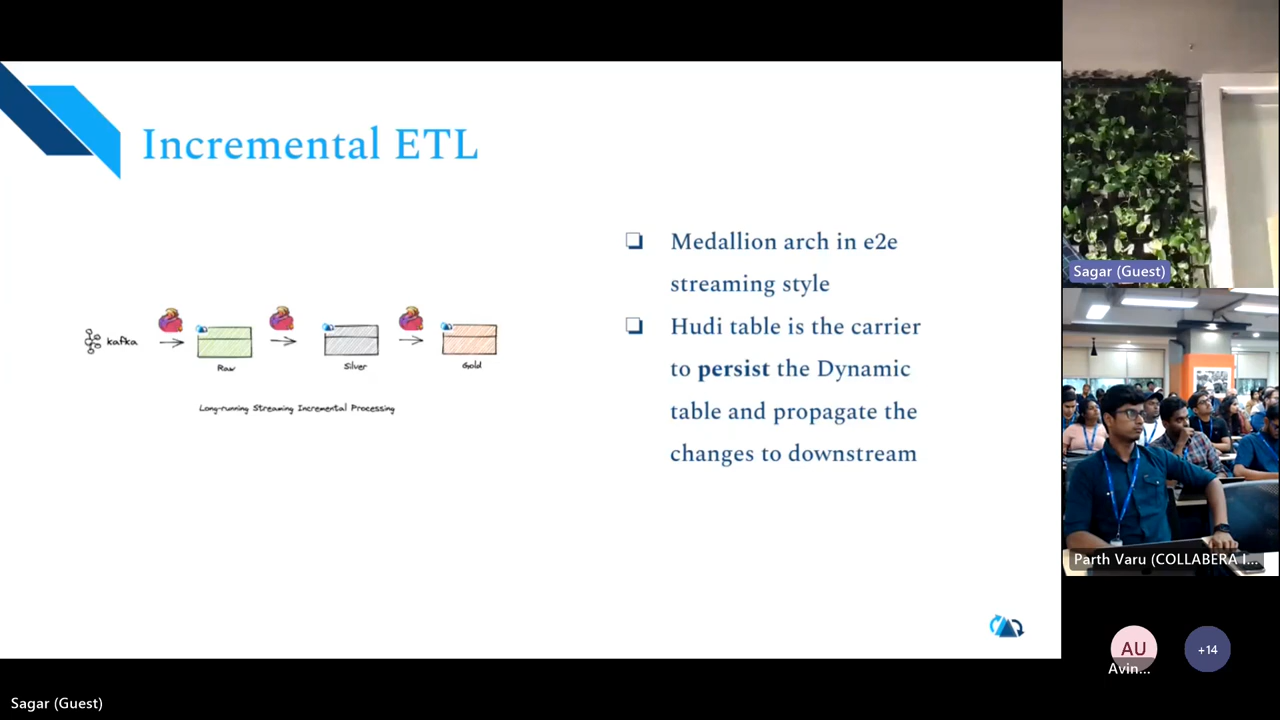 Incremental ETL
Medallion arch in e2e
streaming style
Hudi table is the carrier
to persist the Dynamic
table and propagate the
changes to downstream
kafka
Raw
Silver
Gold
Long-running Streaming Incremental Processing
Sagar (Guest)
Parth Varu (COLLABERA I...
AU
Avin...
+14
Sagar (Guest)